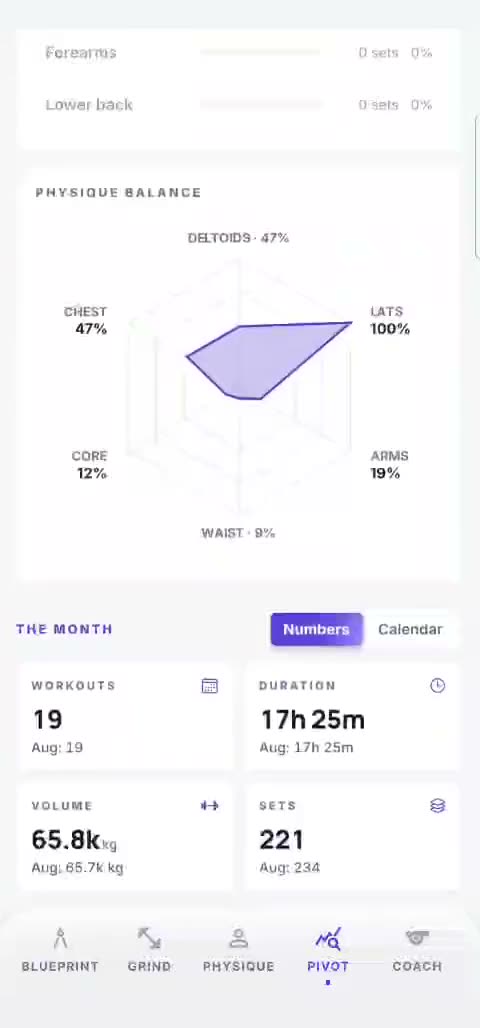 Forearms 0 sets 0%
Lower back 0 sets 0%
PHYSIQUE BALANCE
DELTOIDS · 47%
CHEST
47%
LATS
100%
CORE
12%
ARMS
19%
WAIST · 9%
THE MONTH
Numbers Calendar
WORKOUTS
19
Aug: 19
DURATION
17h 25m
Aug: 17h 25m
VOLUME
65.8k kg
Aug: 65.7k kg
SETS
221
Aug: 234
BLUEPRINT GRIND PHYSIQUE PIVOT COACH